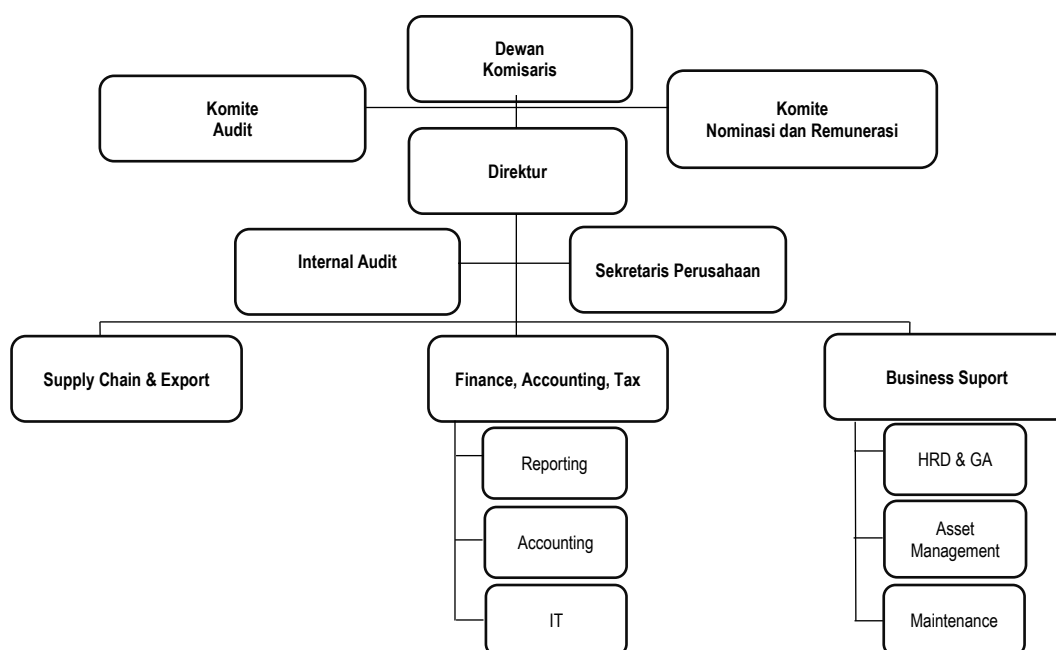 Dewan
Komisaris
Komite
Audit
Komite
Nominasi dan Remunerasi
Direktur
Internal Audit
Sekretaris Perusahaan
Supply Chain & Export
Finance, Accounting, Tax
Business Suport
Reporting
HRD & GA
Accounting
Asset
Management
IT
Maintenance